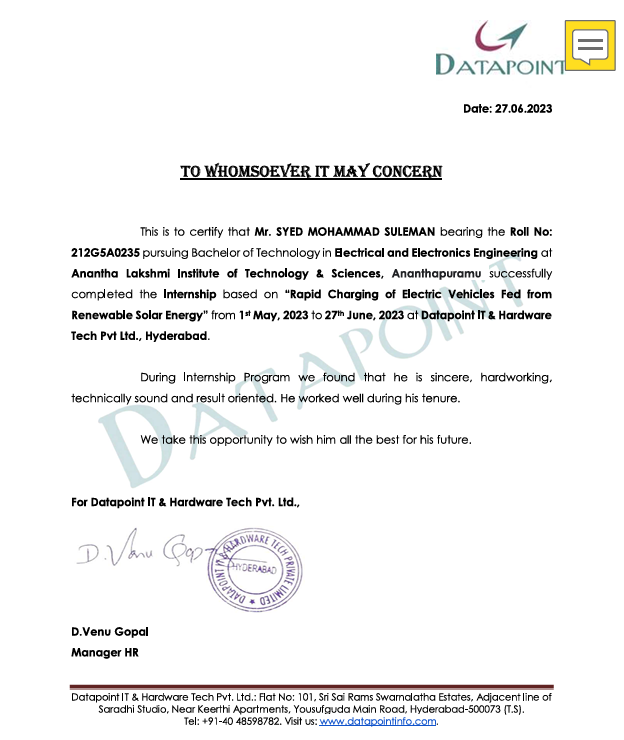 DATAPOINT
Date: 27.06.2023
TO WHOMSOEVER IT MAY CONCERN
This is to certify that Mr. SYED MOHAMMAD SULEMAN bearing the Roll No:
212G5A0235 pursuing Bachelor of Technology in Electrical and Electronics Engineering at
Anantha Lakshmi Institute of Technology & Sciences, Ananthapuramu successfully
completed the Internship based on “Rapid Charging of Electric Vehicles Fed from
Renewable Solar Energy” from 1st May, 2023 to 27th June, 2023 at Datapoint IT & Hardware
Tech Pvt Ltd., Hyderabad.
During Internship Program we found that he is sincere, hardworking,
technically sound and result oriented. He worked well during his tenure.
We take this opportunity to wish him all the best for his future.
DATAPOINT
For Datapoint IT & Hardware Tech Pvt. Ltd.,
D. Venu Gop
DATAPOINT IT & HARDWARE TECH PRIVATE LIMITED
HYDERABAD
D.Venu Gopal
Manager HR
Datapoint IT & Hardware Tech Pvt. Ltd.: Flat No: 101, Sri Sai Rams Swarnalatha Estates, Adjacent line of
Saradhi Studio, Near Keerthi Apartments, Yousufguda Main Road, Hyderabad-500073 (T.S).
Tel: +91-40 48598782. Visit us: www.datapointinfo.com.